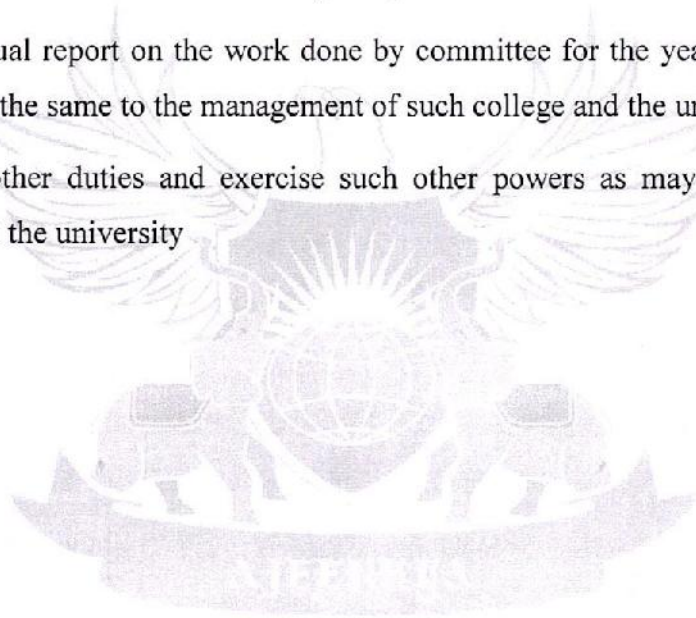 ual report on the work done by committee for the yea
the same to the management of such college and the u
ther duties and exercise such other powers as may
the university